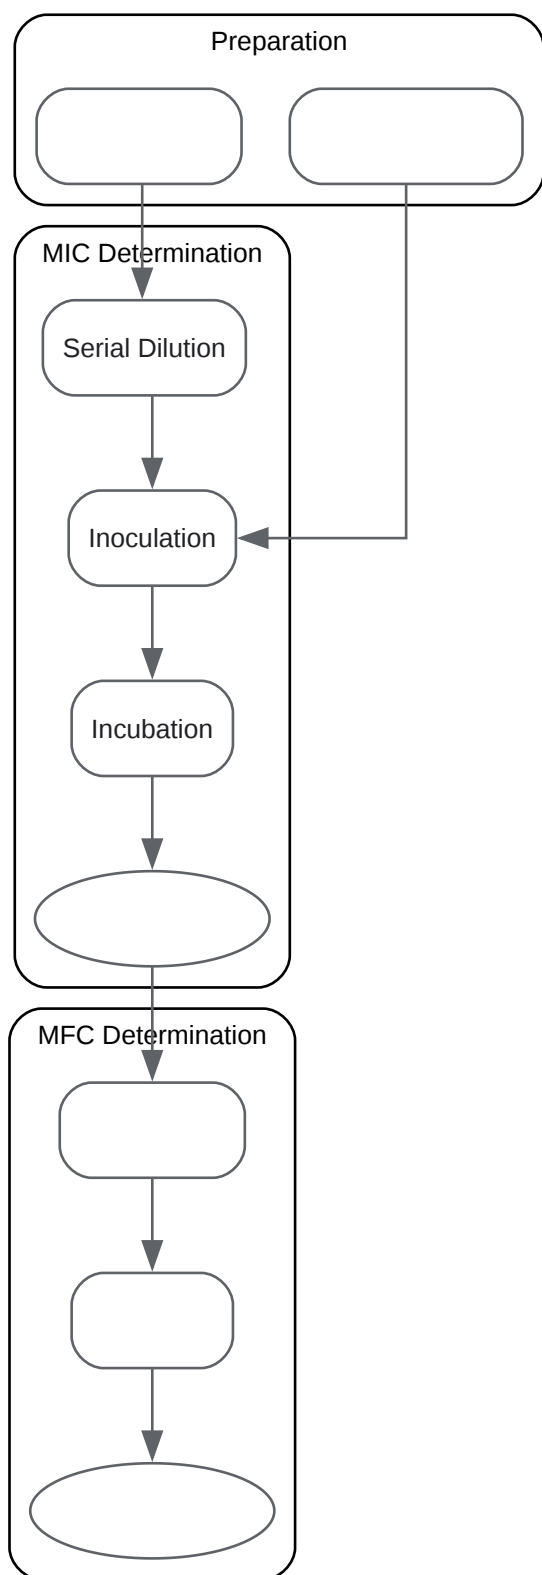 Preparation
MIC Determination
Serial Dilution
Inoculation
Incubation
MFC Determination